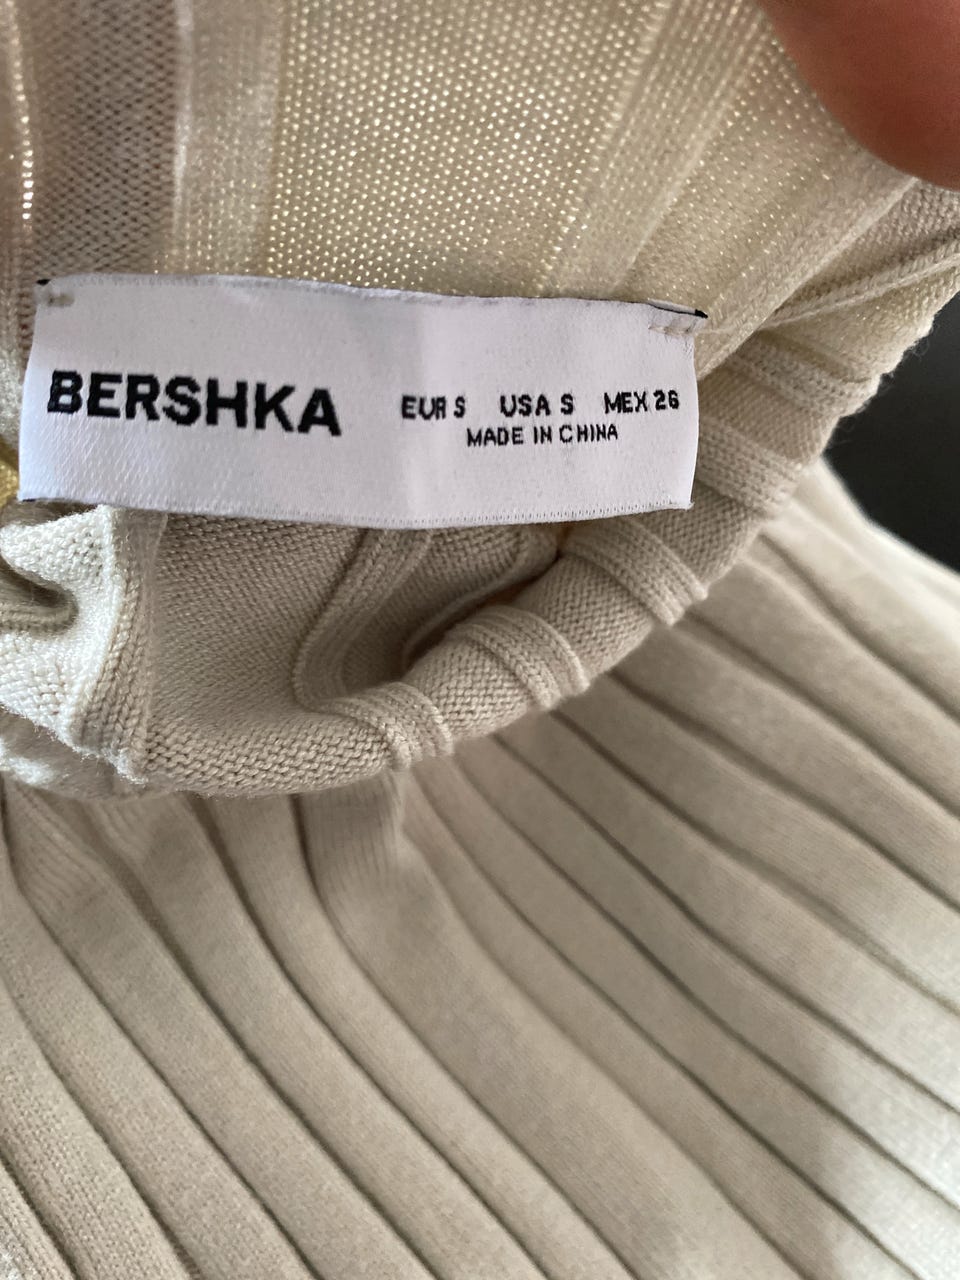 BERSHKA
EUR S USA S MEX 26
MADE IN CHINA